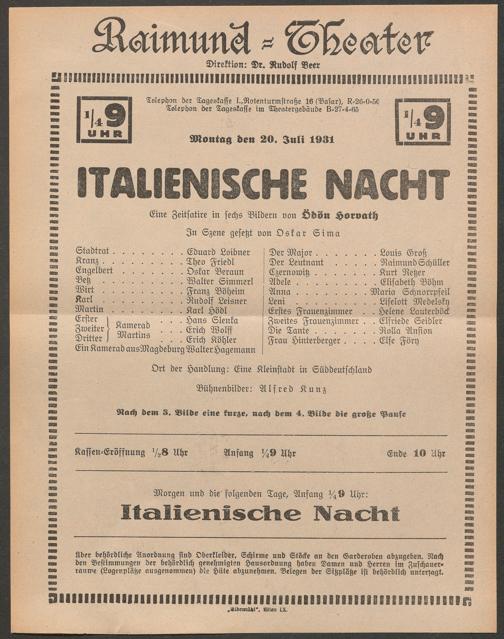 Raimund-Theater
Direktion: Dr. Rudolf Beer
1/4 9 UHR
Telephon der Tageskasse I., Rotenturmstraße 16 (Basar), R-26-0-56
Telephon der Tageskasse im Theatergebäude B-27-4-65
1/4 9 UHR
Montag den 20. Juli 1931
ITALIENISCHE NACHT
Eine Zeitsatire in sechs Bildern von Ödön Horvath
In Szene gesetzt von Oskar Sima
Stadtrat . . . . . . . Eduard Loibner
Kranz . . . . . . . Theo Friedl
Engelbert . . . . . . . Oskar Beraun
Betz . . . . . . . Walter Simmerl
Wirt . . . . . . . Franz Böheim
Karl . . . . . . . Rudolf Leisner
Martin . . . . . . . Karl Hödl
Erster } Kamerad Martins . . Hans Slenka
Zweiter } Kamerad Martins . . Erich Wolff
Dritter } Kamerad Martins . . Erich Köhler
Ein Kamerad aus Magdeburg Walter Hagemann
Der Major . . . . . . . Louis Groß
Der Leutnant . . . . . . . Raimund Schüller
Czernowitz . . . . . . . Kurt Retzer
Adele . . . . . . . Elisabeth Böhm
Anna . . . . . . . Maria Schnorrpfeil
Leni . . . . . . . Liselott Medelsky
Erstes Frauenzimmer . . Helene Lauterböck
Zweites Frauenzimmer . . Elfriede Seidler
Die Tante . . . . . . . Rolla Ansion
Frau Hinterberger . . . Else Föry
Ort der Handlung: Eine Kleinstadt in Süddeutschland
Bühnenbilder: Alfred Kunz
Nach dem 3. Bilde eine kurze, nach dem 4. Bilde die große Pause
Kassen-Eröffnung 1/2 8 Uhr Anfang 1/4 9 Uhr Ende 10 Uhr
Morgen und die folgenden Tage, Anfang 1/4 9 Uhr:
Italienische Nacht
Über behördliche Anordnung sind Oberkleider, Schirme und Stöcke an den Garderoben abzugeben. Nach
den Bestimmungen der behördlich genehmigten Hausordnung haben Damen und Herren im Zuschauer-
raume (Logenplätze ausgenommen) die Hüte abzunehmen. Belegen der Sitzplätze ist behördlich untersagt.
Wien IX.